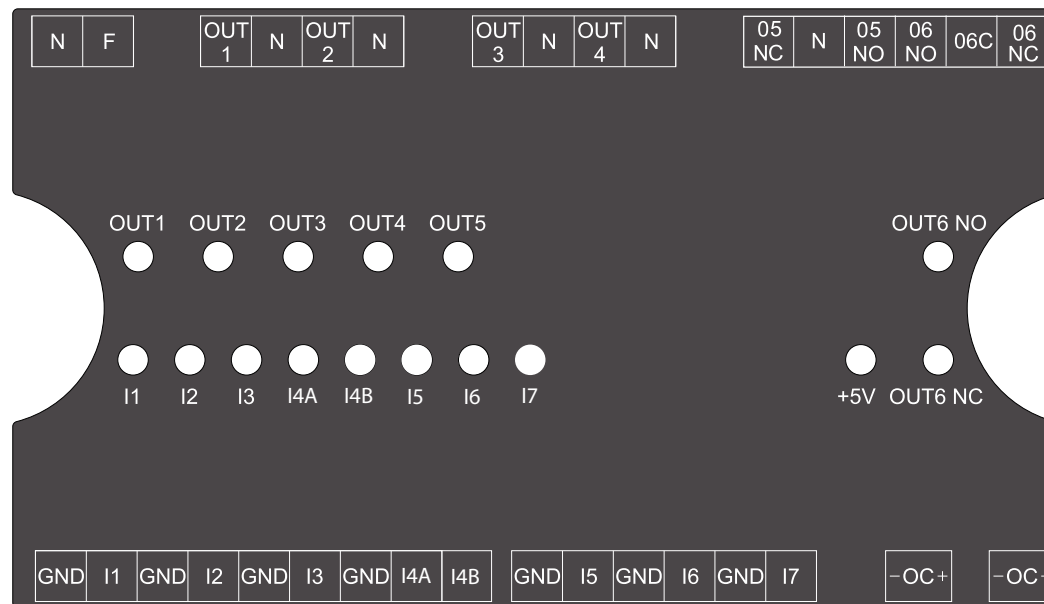 N F OUT 1 N OUT 2 N OUT 3 N OUT 4 N 05 NC N 05 NO 06 NO 06C 06 NC
OUT1 OUT2 OUT3 OUT4 OUT5 OUT6 NO
I1 I2 I3 I4A I4B I5 I6 I7 +5V OUT6 NC
GND I1 GND I2 GND I3 GND I4A I4B GND I5 GND I6 GND I7 -OC+ -OC+